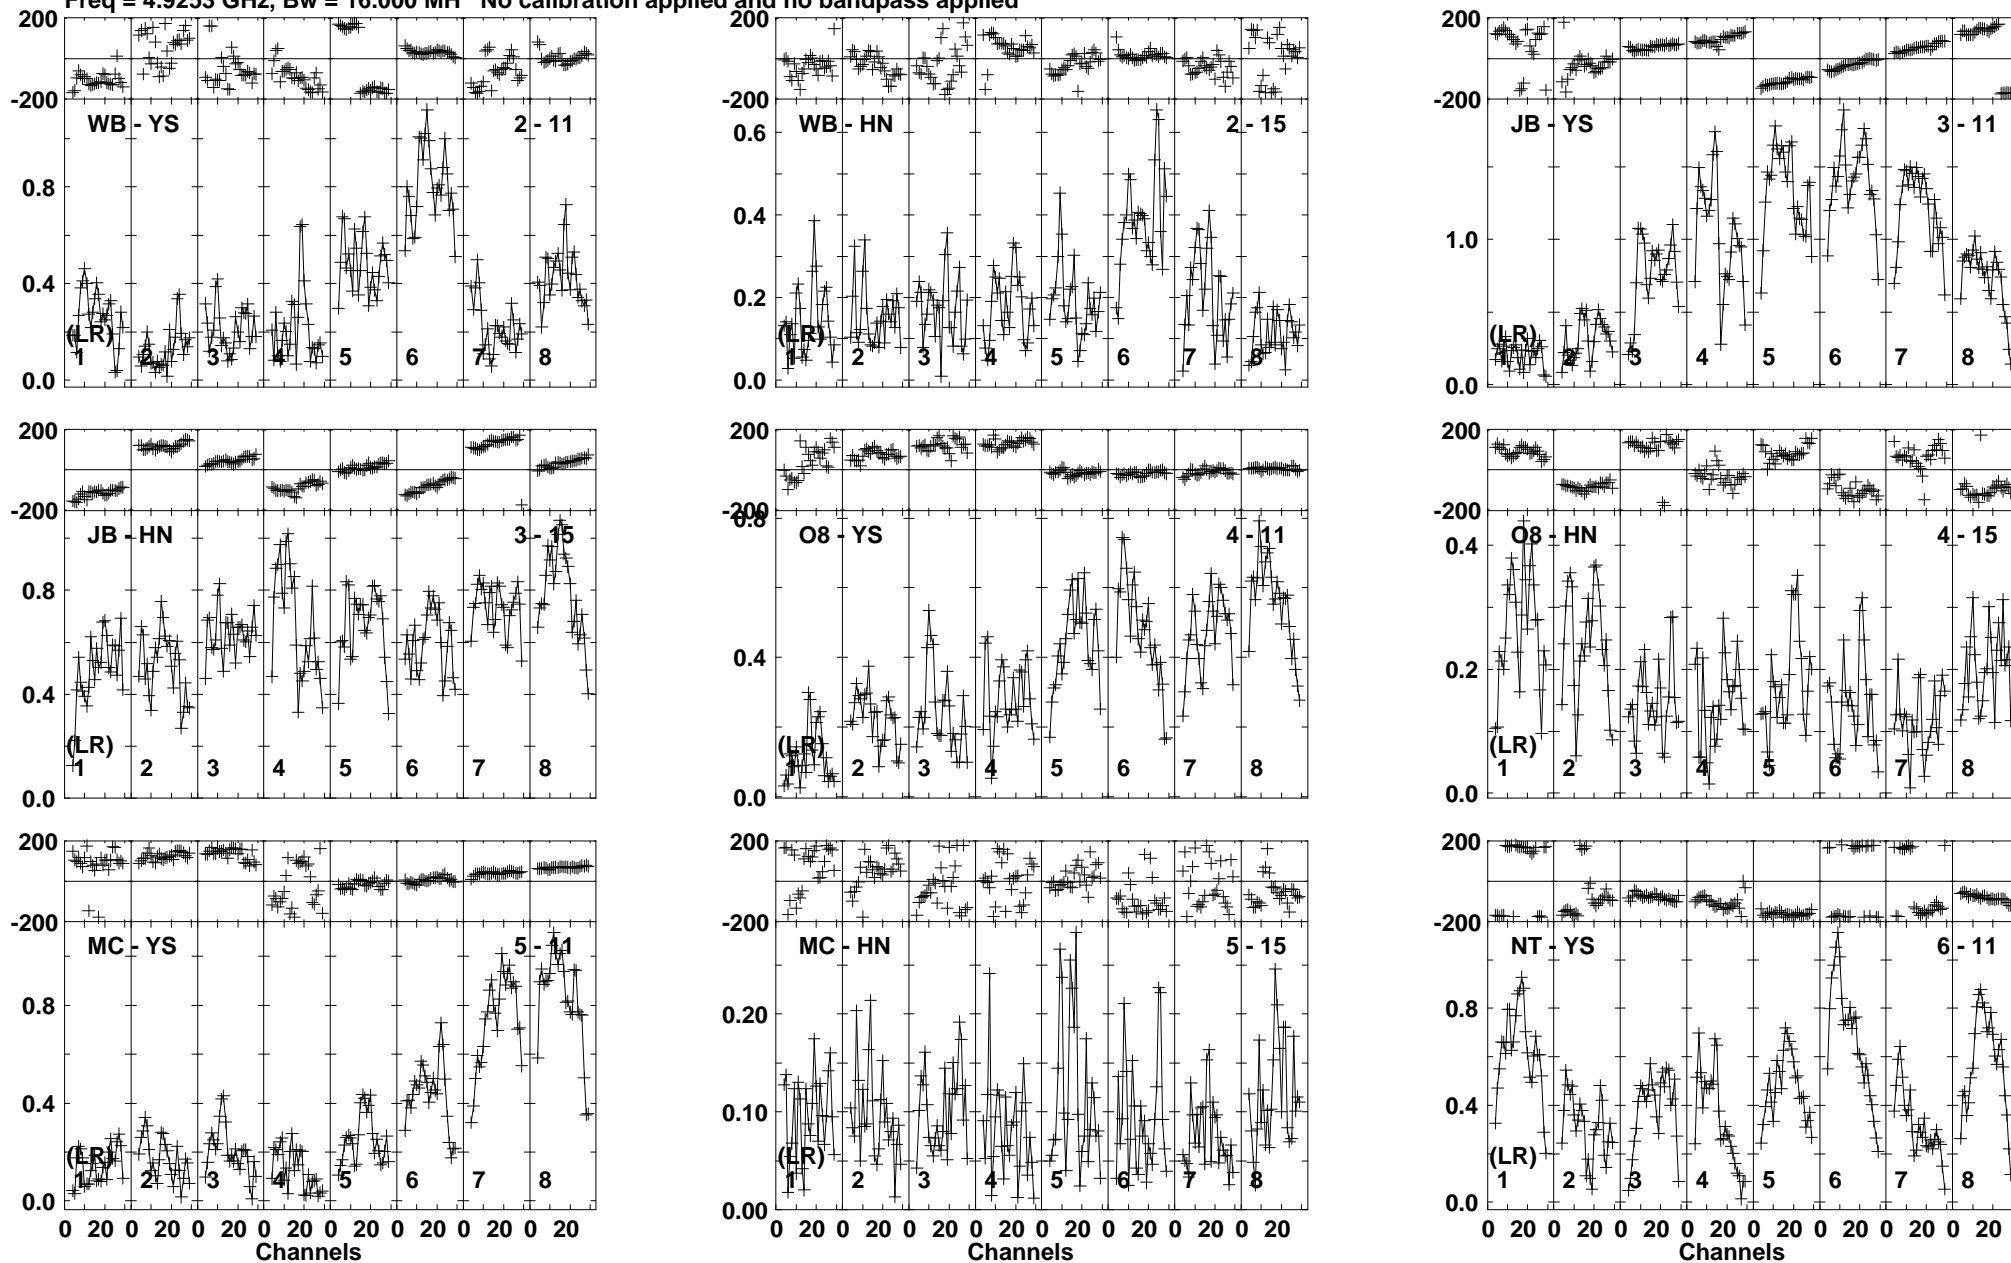 Freq = 4.9253 GHz, Bw = 16.000 MH No calibration applied and no bandpass applied
200 200 200
-200 -200 -200
WB - YS 2 - 11 WB - HN 2 - 15 JB - YS 3 - 11
0.8 0.4 0.0
0.6 0.4 0.2 0.0
1.0 0.0
(LR) (LR) (LR)
1 2 3 4 5 6 7 8 1 2 3 4 5 6 7 8 1 2 3 4 5 6 7 8
200 200 200
-200 -200 -200
JB - HN 3 - 15 O8 - YS 4 - 11 O8 - HN 4 - 15
0.8 0.4 0.0
0.8 0.4 0.0
0.4 0.2 0.0
(LR) (LR) (LR)
1 2 3 4 5 6 7 8 1 2 3 4 5 6 7 8 1 2 3 4 5 6 7 8
200 200 200
-200 -200 -200
MC - YS 5 - 11 MC - HN 5 - 15 NT - YS 6 - 11
0.8 0.4 0.0
0.20 0.10 0.00
0.8 0.4 0.0
(LR) (LR) (LR)
1 2 3 4 5 6 7 8 1 2 3 4 5 6 7 8 1 2 3 4 5 6 7 8
0 20 0 20 0 20 0 20 0 20 0 20 0 20 0 20 0 20 0 20 0 20 0 20 0 20 0 20 0 20 0 20 0 20 0 20 0 20 0 20 0 20 0 20 0 20 0 20
Channels Channels Channels